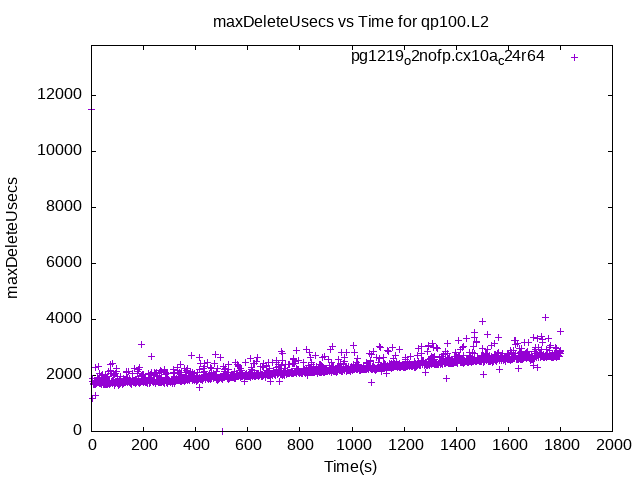 maxDeleteUsecs vs Time for qp100.L2
pg1219o2nofp.cx10ac24r64
maxDeleteUsecs
12000
10000
8000
6000
4000
2000
0
0 200 400 600 800 1000 1200 1400 1600 1800 2000
Time(s)